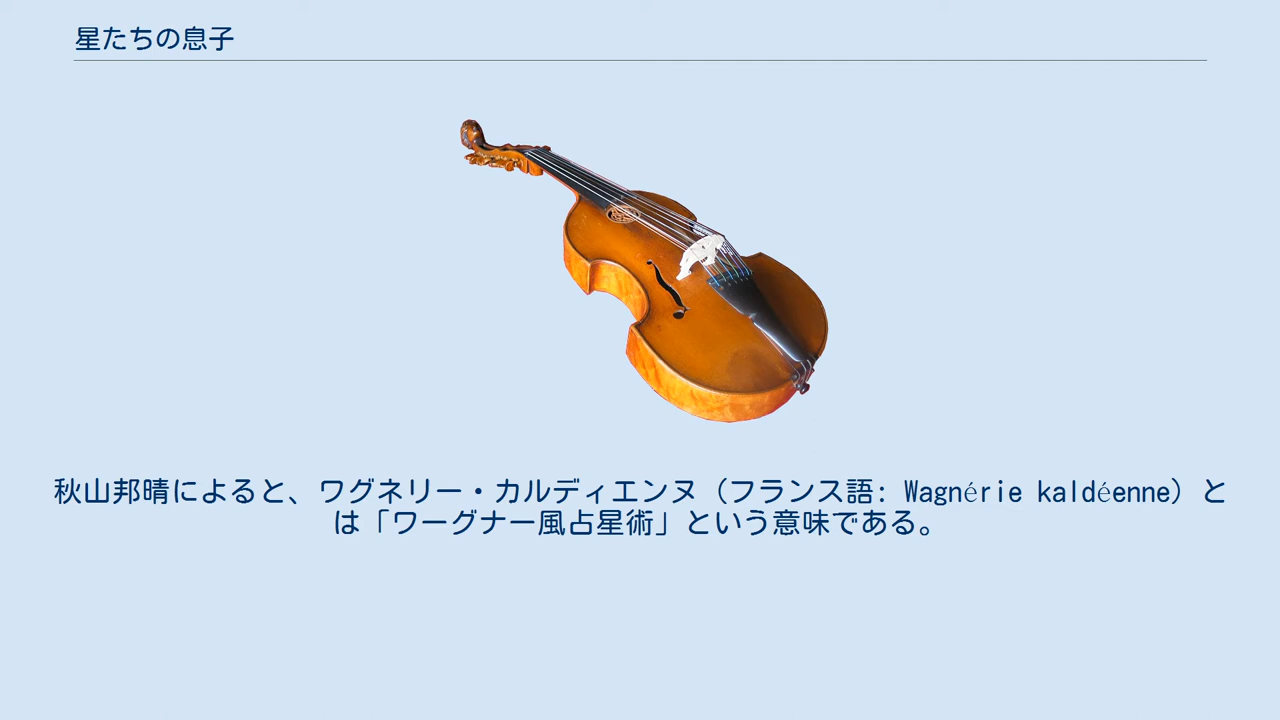 星たちの息子
秋山邦晴によると、ワグネリー・カルディエンヌ（フランス語: Wagnérie kaldéenne）と
は「ワーグナー風占星術」という意味である。